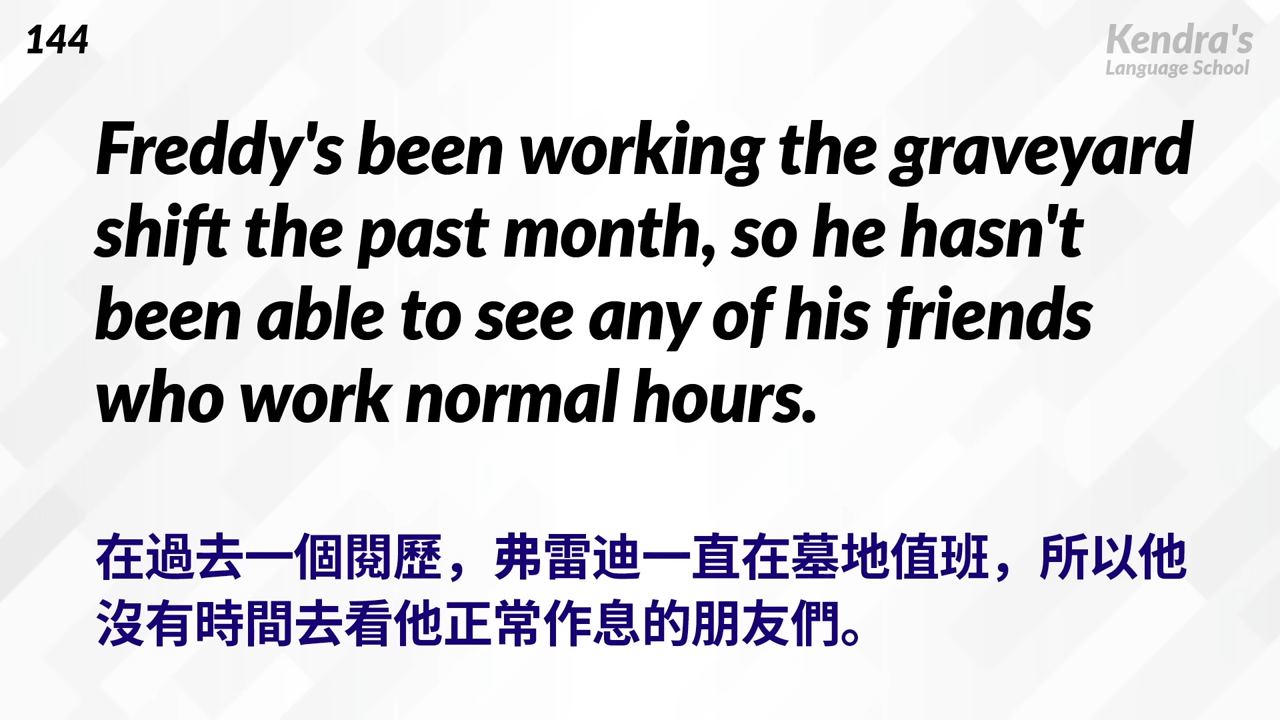 144
Kendra's
Language School
Freddy's been working the graveyard
shift the past month, so he hasn't
been able to see any of his friends
who work normal hours.
在過去一個閱歷，弗雷迪一直在墓地值班，所以他
沒有時間去看他正常作息的朋友們。